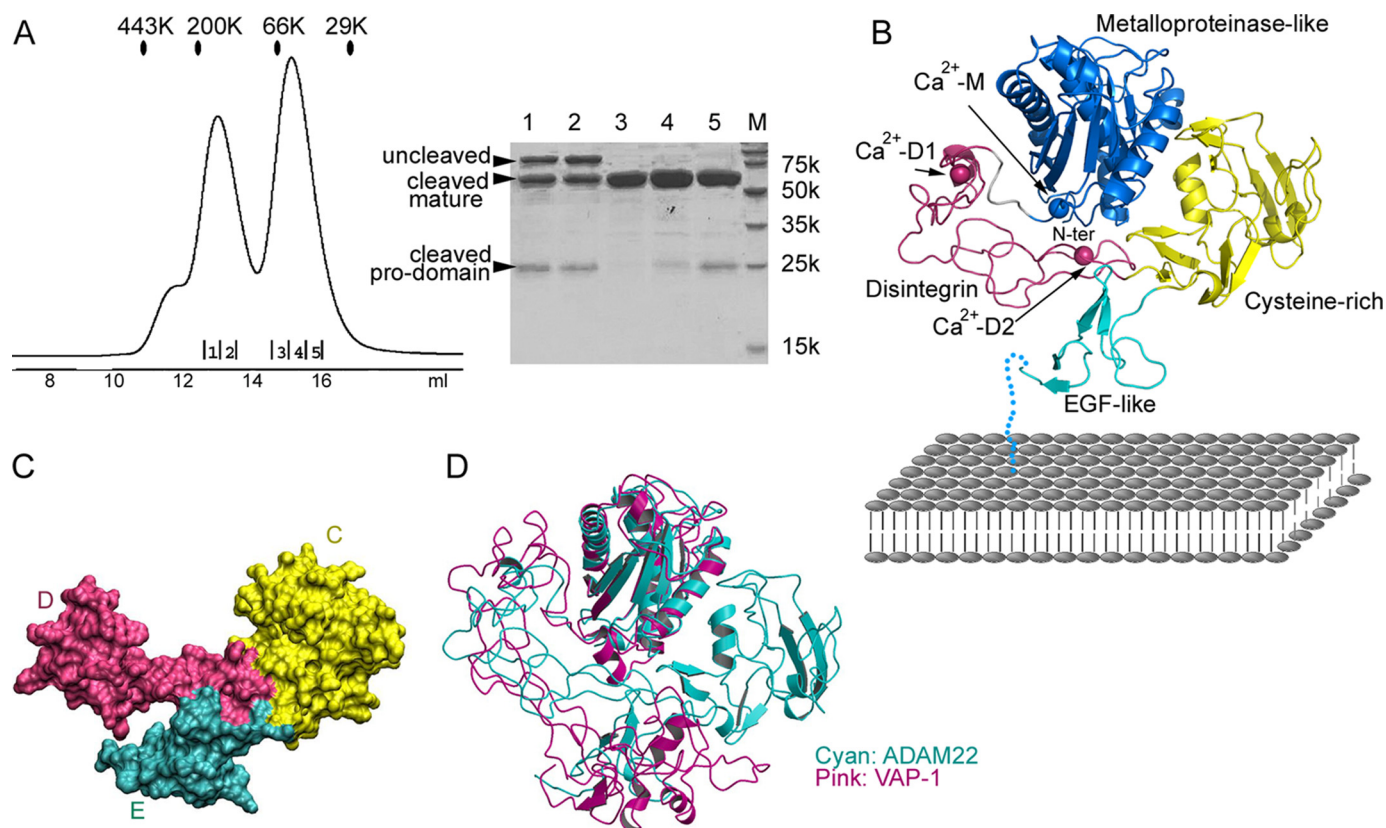 A
443K 200K 66K 29K
1 2 3 4 5
8 10 12 14 16 ml
1 2 3 4 5 M
uncleaved
cleaved
mature
cleaved
pro-domain
75k
50k
35k
25k
15k
B
Metalloproteinase-like
Ca2+-M
Ca2+-D1
N-ter
Disintegrin
Ca2+-D2
Cysteine-rich
EGF-like
C
D
C
E
D
Cyan: ADAM22
Pink: VAP-1